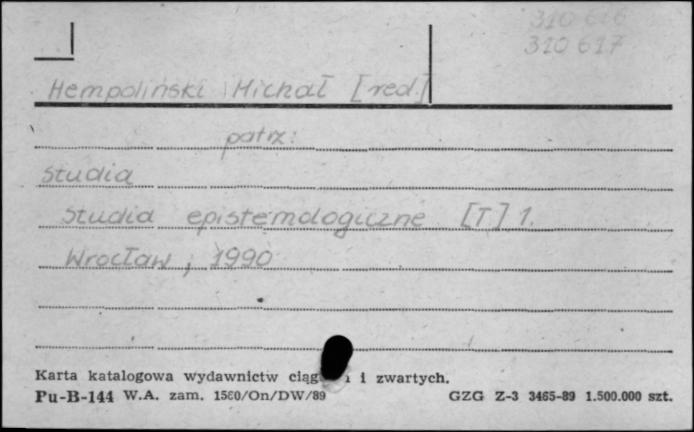 310 616
310 617
Hempoliński Michał [red.]
patrz:
Studia
Studia epistemologiczne [T] 1.
Wrocław, 1990
Karta katalogowa wydawnictw i zwartych.
Pu-B-144 W.A. zam. 1560/On/DW/89 GZG Z-3 3465-89 1.500.000 szt.